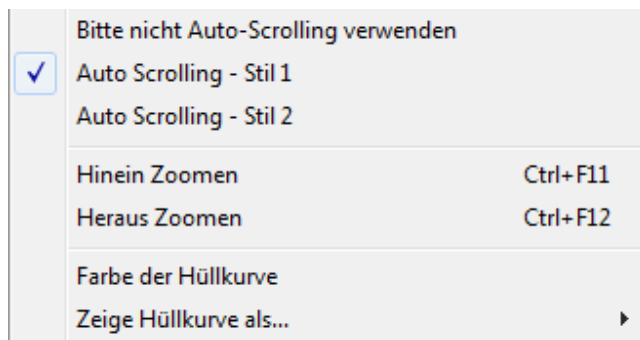 Bitte nicht Auto-Scrolling verwenden
Auto Scrolling - Stil 1
Auto Scrolling - Stil 2
Hinein Zoomen Ctrl+F11
Heraus Zoomen Ctrl+F12
Farbe der Hüllkurve
Zeige Hüllkurve als...